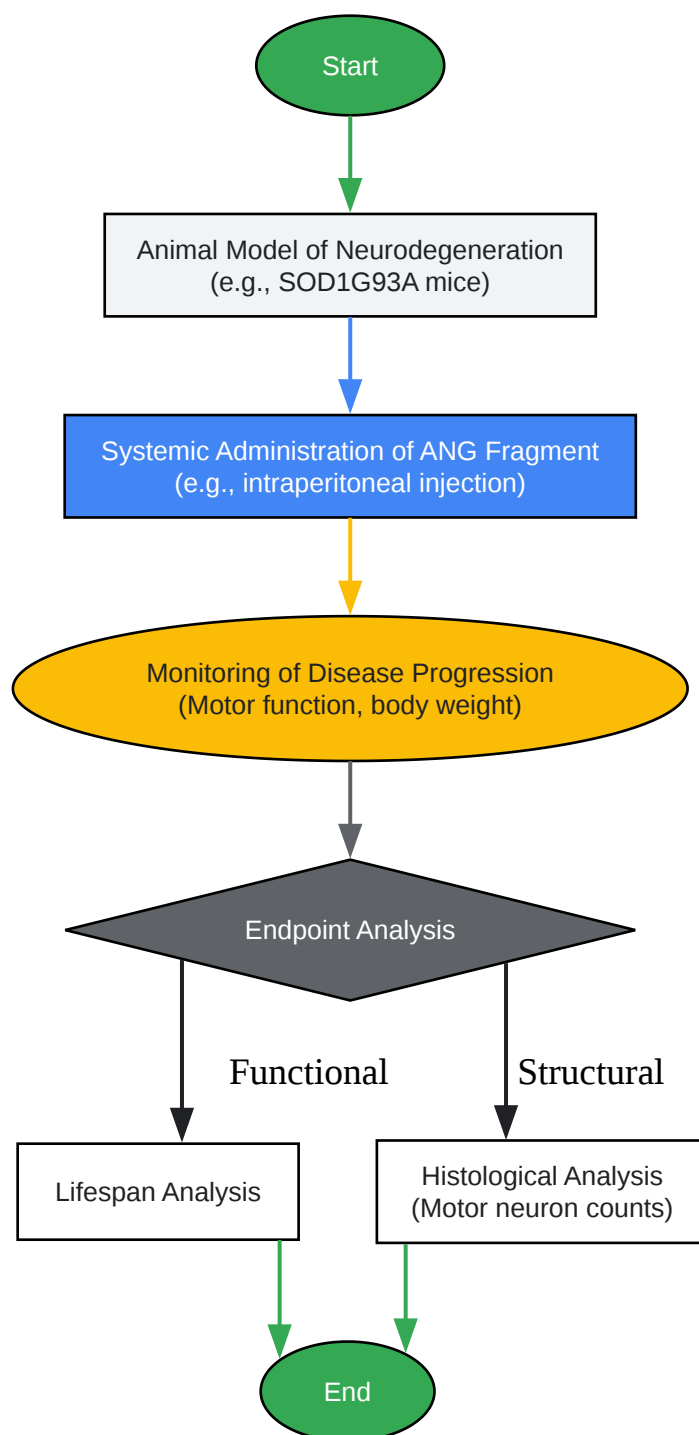 Start
Animal Model of Neurodegeneration
(e.g., SOD1G93A mice)
Systemic Administration of ANG Fragment
(e.g., intraperitoneal injection)
Monitoring of Disease Progression
(Motor function, body weight)
Endpoint Analysis
Functional
Structural
Lifespan Analysis
Histological Analysis
(Motor neuron counts)
End